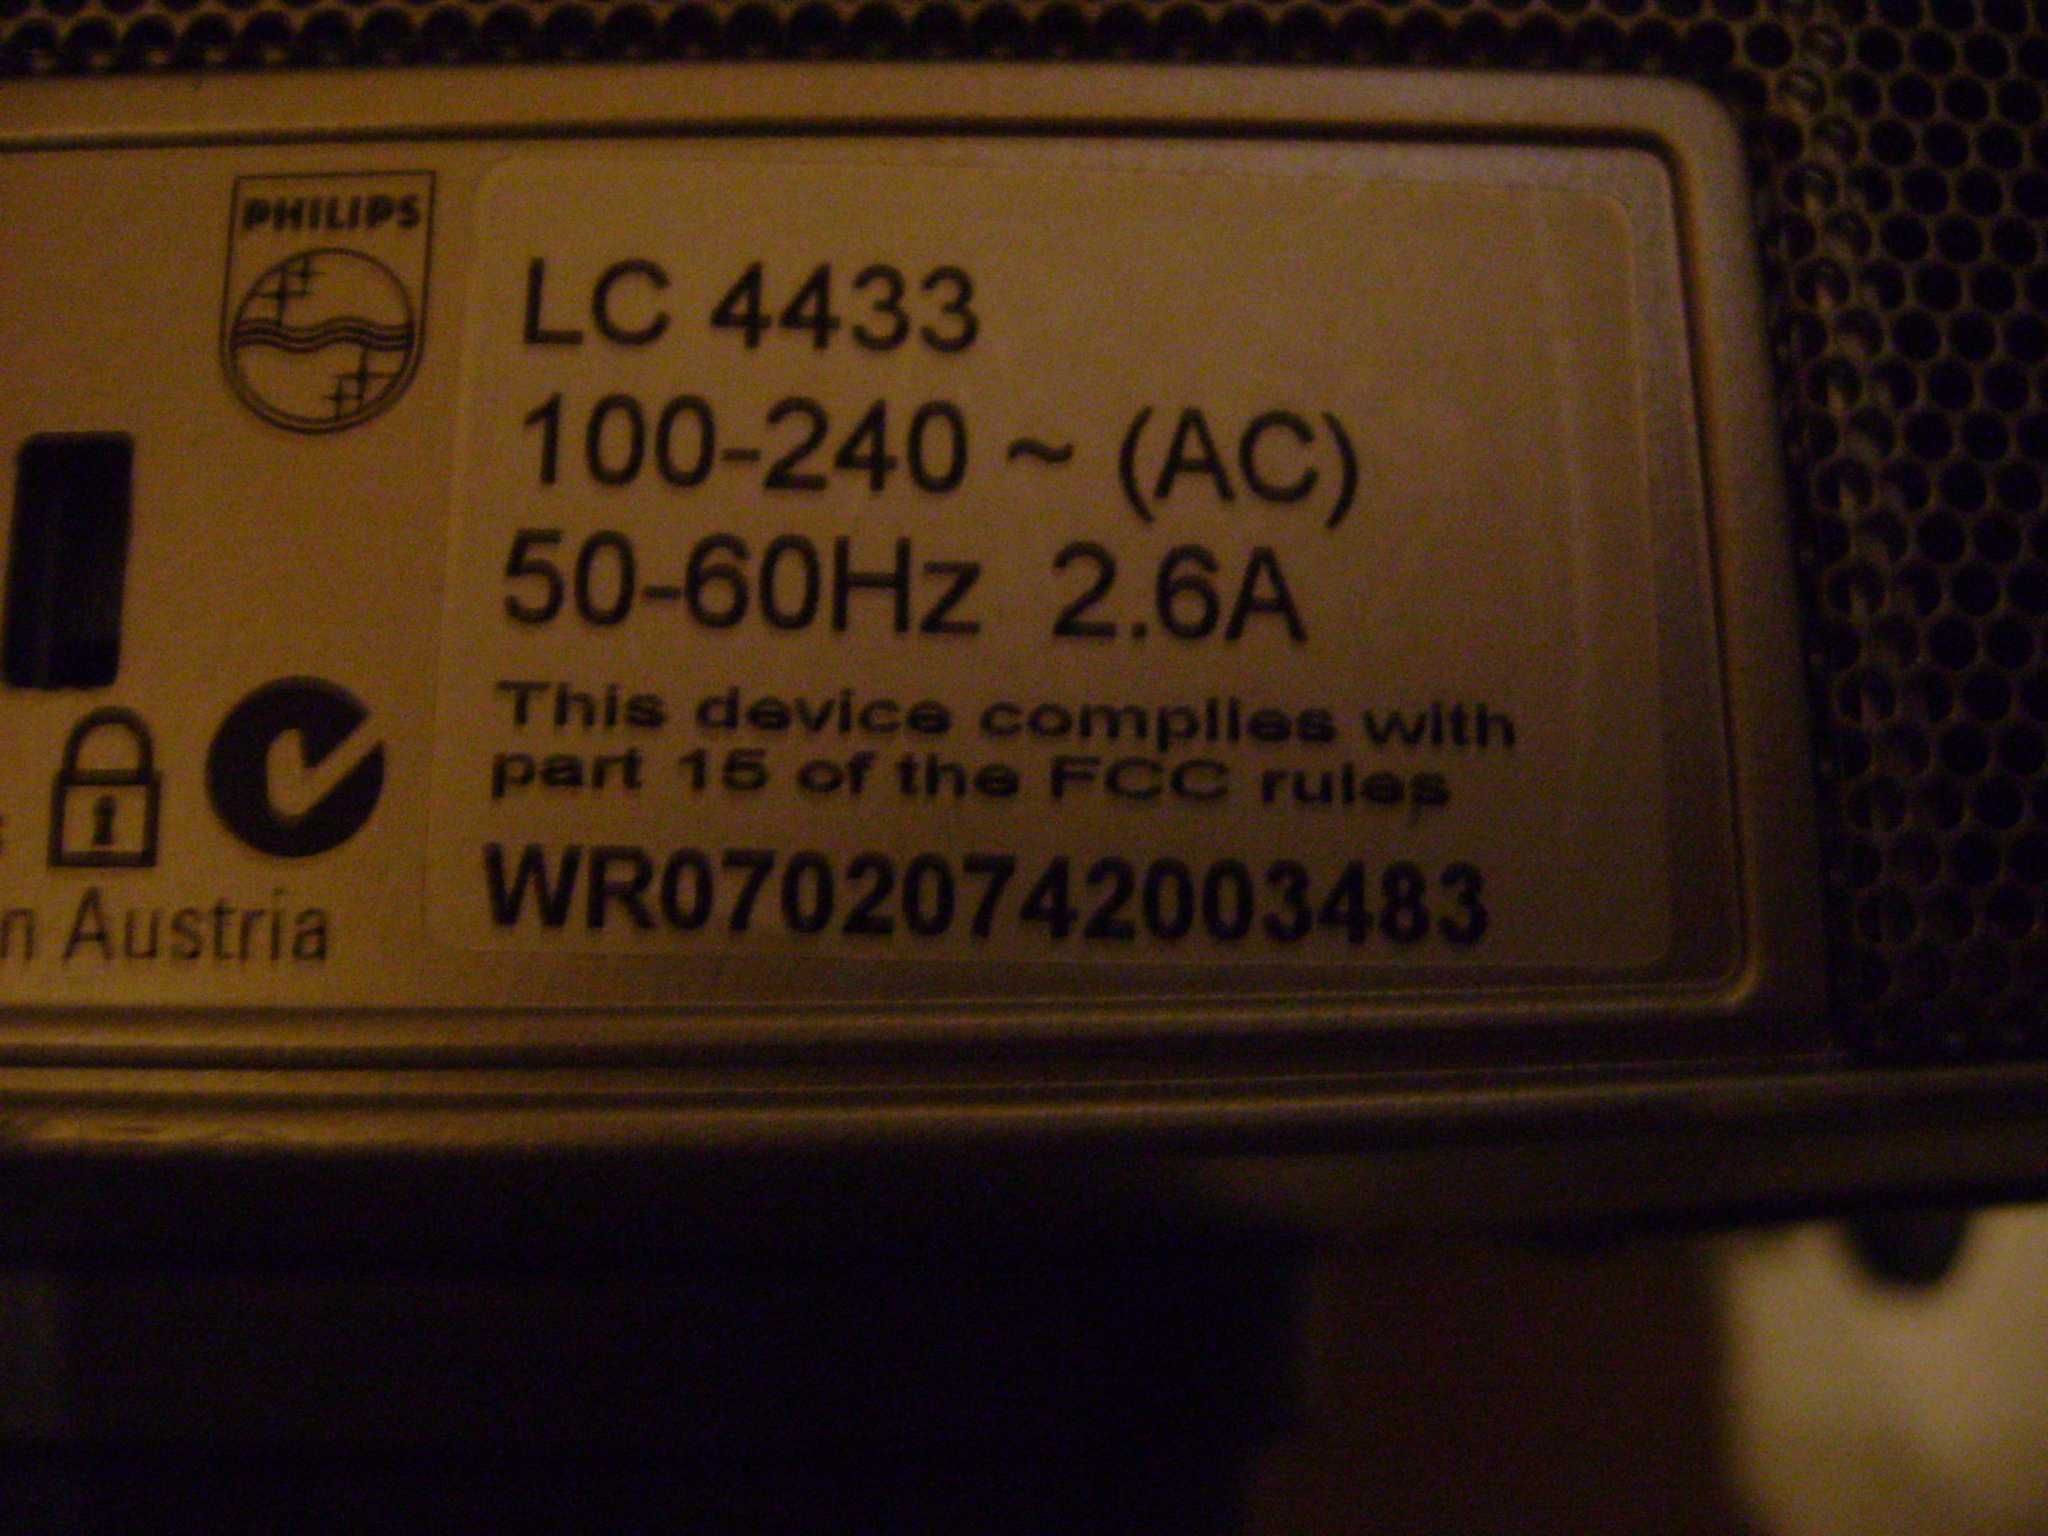 PHILIPS
LC 4433
100-240 ~ (AC)
50-60Hz 2.6A
This device complies with
part 15 of the FCC rules
WR07020742003483
Austria